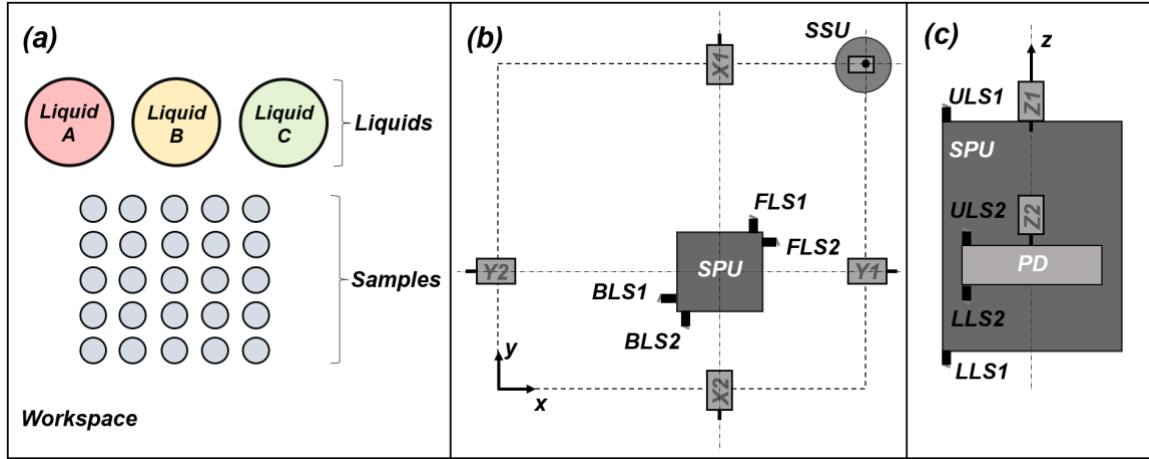 (a)
Liquid
A
Liquid
B
Liquid
C
Liquids
Samples
Workspace
(b)
SSU
X1
FLS1
FLS2
SPU
Y2
Y1
BLS1
BLS2
y
x
X2
(c)
z
ULS1
Z1
SPU
ULS2
Z2
PD
LLS2
LLS1